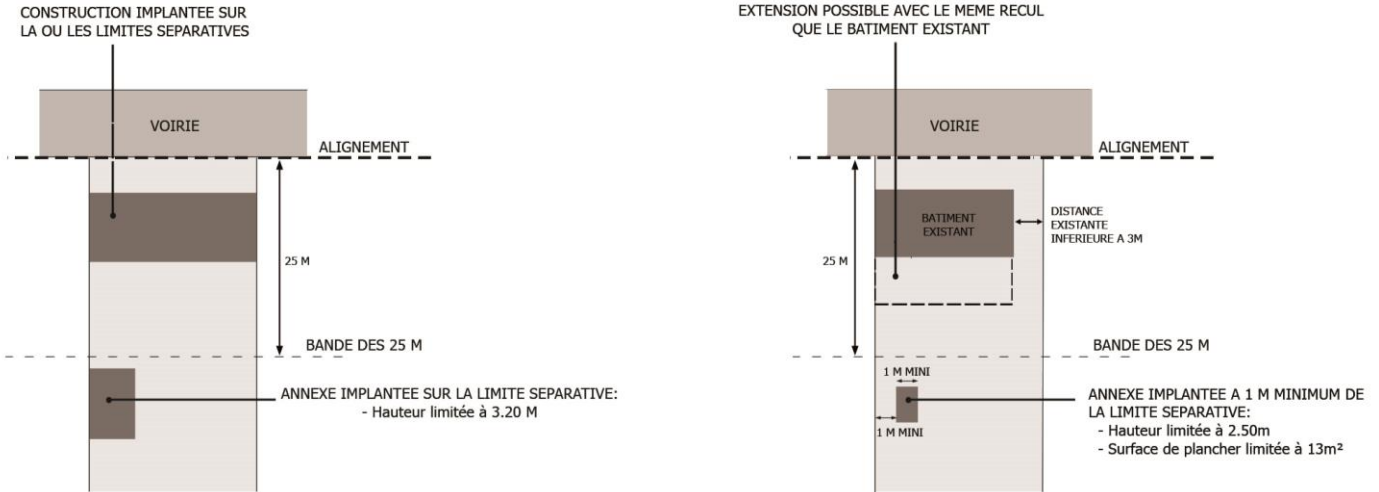 CONSTRUCTION IMPLANTEE SUR
LA OU LES LIMITES SEPARATIVES
VOIRIE
ALIGNEMENT
25 M
BANDE DES 25 M
ANNEXE IMPLANTEE SUR LA LIMITE SEPARATIVE:
- Hauteur limitée à 3.20 M
EXTENSION POSSIBLE AVEC LE MEME RECUL
QUE LE BATIMENT EXISTANT
VOIRIE
ALIGNEMENT
BATIMENT
EXISTANT
DISTANCE
EXISTANTE
INFERIEURE A 3M
25 M
BANDE DES 25 M
1 M MINI
1 M MINI
ANNEXE IMPLANTEE A 1 M MINIMUM DE
LA LIMITE SEPARATIVE:
- Hauteur limitée à 2.50m
- Surface de plancher limitée à 13m²